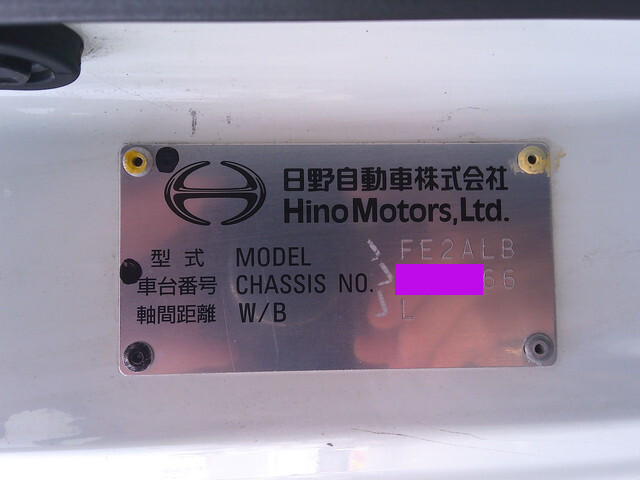 日野自動車株式会社
Hino Motors, Ltd.
型式 MODEL FE2ALB
車台番号 CHASSIS NO. 66
軸間距離 W/B L